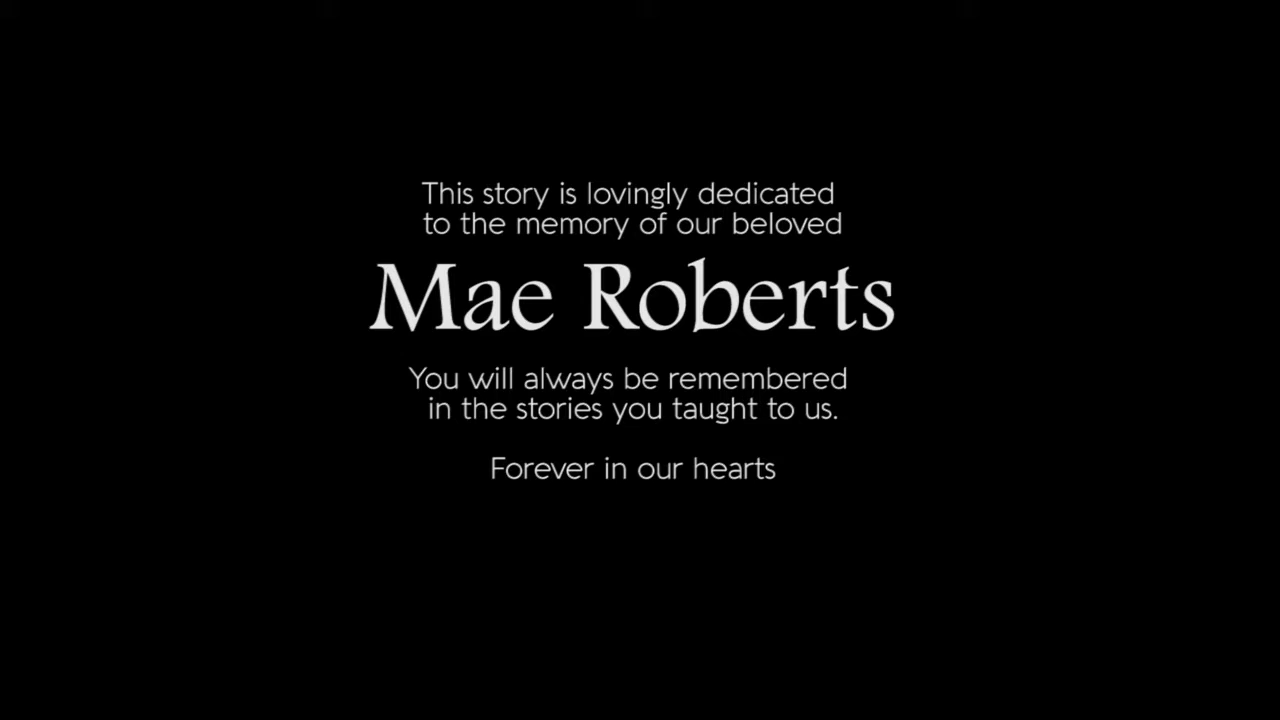 This story is lovingly dedicated
to the memory of our beloved
Mae Roberts
You will always be remembered
in the stories you taught to us.
Forever in our hearts